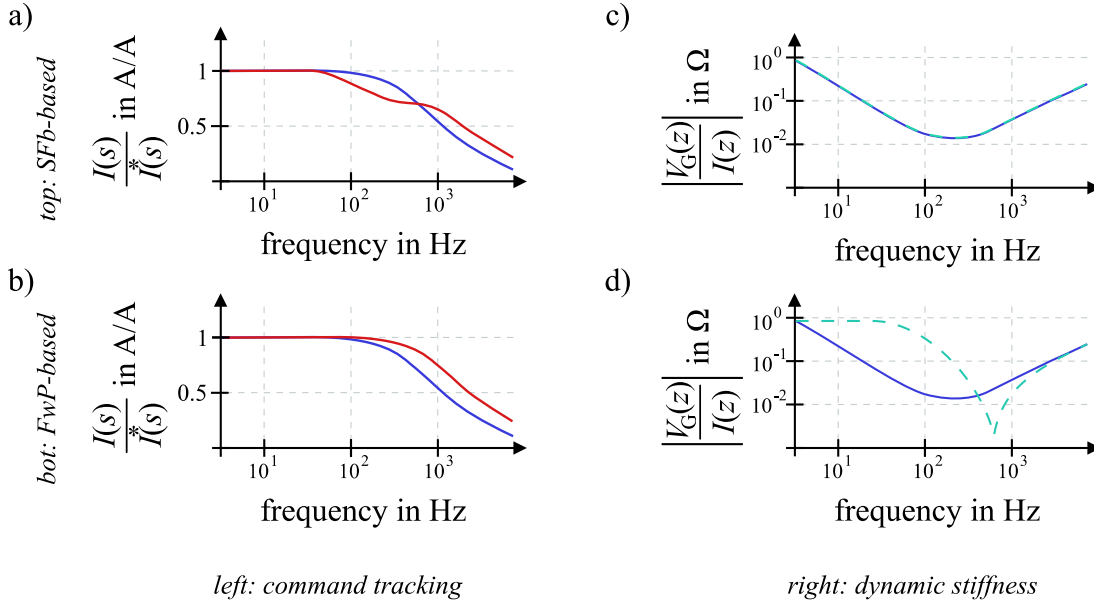 a)
top: SFb-based
I(s)
*
I(s)
in A/A
1
0.5
10^1
10^2
10^3
frequency in Hz
c)
|V_G(z)
I(z)|
in Ω
10^0
10^-1
10^-2
10^1
10^2
10^3
frequency in Hz
b)
bot: FwP-based
I(s)
*
I(s)
in A/A
1
0.5
10^1
10^2
10^3
frequency in Hz
d)
|V_G(z)
I(z)|
in Ω
10^0
10^-1
10^-2
10^1
10^2
10^3
frequency in Hz
left: command tracking
right: dynamic stiffness